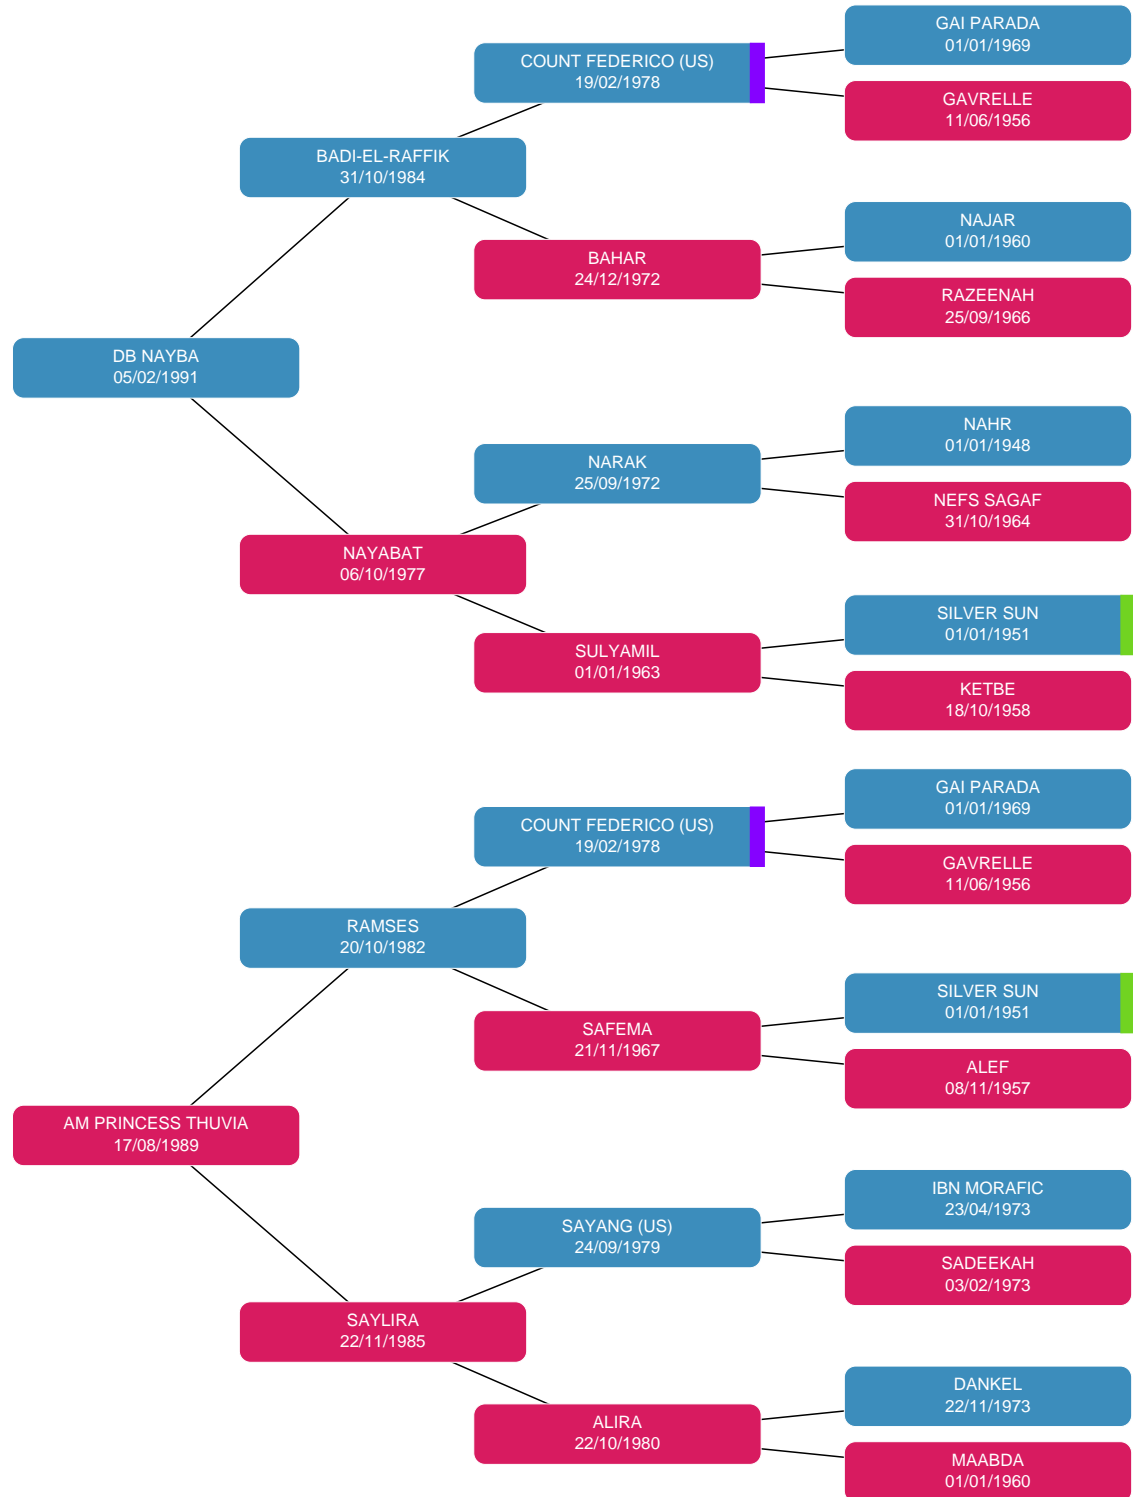 GAI PARADA
01/01/1969
COUNT FEDERICO (US)
19/02/1978
GAVRELLE
11/06/1956
BADI-EL-RAFFIK
31/10/1984
NAJAR
01/01/1960
BAHAR
24/12/1972
RAZEENAH
25/09/1966
DB NAYBA
05/02/1991
NAHR
01/01/1948
NARAK
25/09/1972
NEFS SAGAF
31/10/1964
NAYABAT
06/10/1977
SILVER SUN
01/01/1951
SULYAMIL
01/01/1963
KETBE
18/10/1958
GAI PARADA
01/01/1969
COUNT FEDERICO (US)
19/02/1978
GAVRELLE
11/06/1956
RAMSES
20/10/1982
SILVER SUN
01/01/1951
SAFEMA
21/11/1967
ALEF
08/11/1957
AM PRINCESS THUVIA
17/08/1989
IBN MORAFIC
23/04/1973
SAYANG (US)
24/09/1979
SADEEKAH
03/02/1973
SAYLIRA
22/11/1985
DANKEL
22/11/1973
ALIRA
22/10/1980
MAABDA
01/01/1960